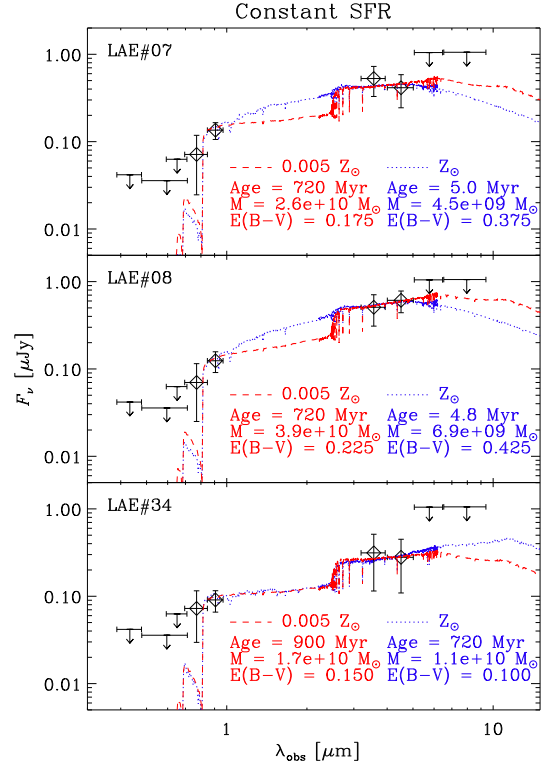 Constant SFR
LAE#07
1.00
0.10
0.01
0.005 Z⊙
Age = 720 Myr
M = 2.6e+10 M⊙
E(B−V) = 0.175
Z⊙
Age = 5.0 Myr
M = 4.5e+09 M⊙
E(B−V) = 0.375
LAE#08
1.00
0.10
0.01
Fν [μJy]
0.005 Z⊙
Age = 720 Myr
M = 3.9e+10 M⊙
E(B−V) = 0.225
Z⊙
Age = 4.8 Myr
M = 6.9e+09 M⊙
E(B−V) = 0.425
LAE#34
1.00
0.10
0.01
0.005 Z⊙
Age = 900 Myr
M = 1.7e+10 M⊙
E(B−V) = 0.150
Z⊙
Age = 720 Myr
M = 1.1e+10 M⊙
E(B−V) = 0.100
1 10
λobs [μm]